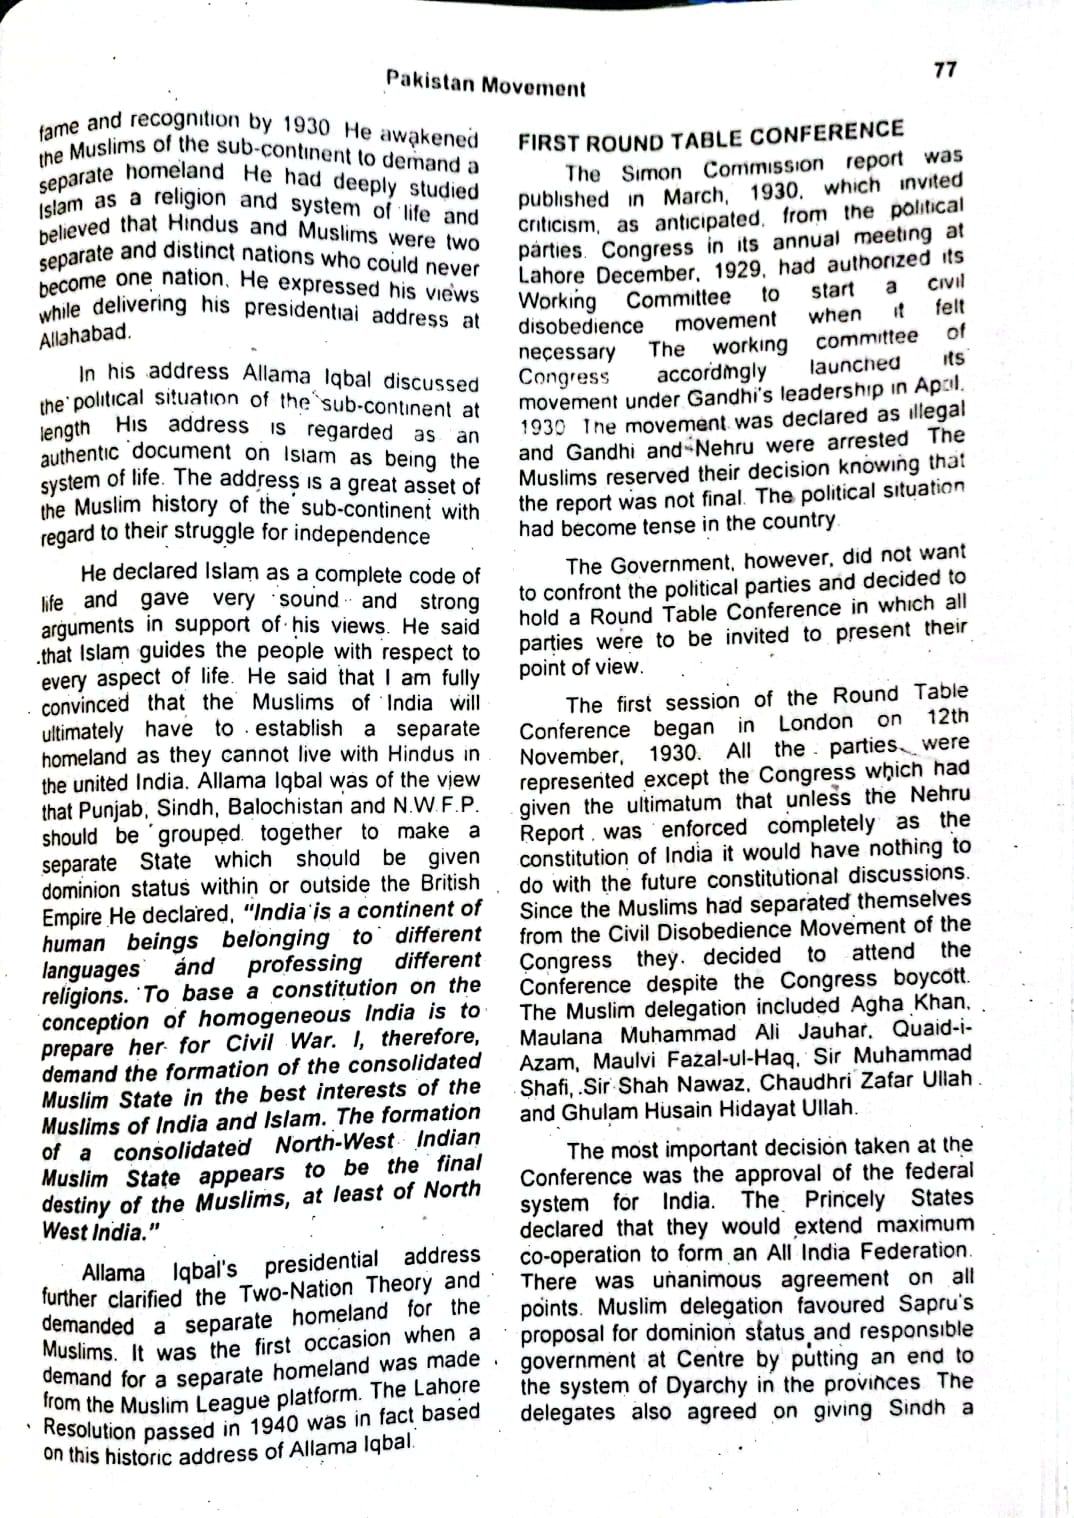 Pakistan Movement
77
fame and recognition by 1930 He awakened
the Muslims of the sub-continent to demand a
separate homeland He had deeply studied
Islam as a religion and system of life and
believed that Hindus and Muslims were two
separate and distinct nations who could never
become one nation. He expressed his views
while delivering his presidential address at
Allahabad.
In his address Allama Iqbal discussed
the political situation of the sub-continent at
length His address is regarded as an
authentic document on Islam as being the
system of life. The address is a great asset of
the Muslim history of the sub-continent with
regard to their struggle for independence
He declared Islam as a complete code of
life and gave very sound and strong
arguments in support of his views. He said
that Islam guides the people with respect to
every aspect of life. He said that I am fully
convinced that the Muslims of India will
ultimately have to establish a separate
homeland as they cannot live with Hindus in
the united India. Allama Iqbal was of the view
that Punjab, Sindh, Balochistan and N.W.F.P.
should be grouped together to make a
separate State which should be given
dominion status within or outside the British
Empire He declared, "India is a continent of
human beings belonging to different
languages and professing different
religions. To base a constitution on the
conception of homogeneous India is to
prepare her for Civil War. I, therefore,
demand the formation of the consolidated
Muslim State in the best interests of the
Muslims of India and Islam. The formation
of a consolidated North-West Indian
Muslim State appears to be the final
destiny of the Muslims, at least of North
West India."
Allama Iqbal's presidential address
further clarified the Two-Nation Theory and
demanded a separate homeland for the
Muslims. It was the first occasion when a
demand for a separate homeland was made
from the Muslim League platform. The Lahore
Resolution passed in 1940 was in fact based
on this historic address of Allama Iqbal.
FIRST ROUND TABLE CONFERENCE
The Simon Commission report was
published in March, 1930, which invited
criticism, as anticipated, from the political
parties. Congress in its annual meeting at
Lahore December, 1929, had authorized its
Working Committee to start a civil
disobedience movement when it felt
necessary The working committee of
Congress accordingly launched its
movement under Gandhi's leadership in April,
1930 The movement was declared as illegal
and Gandhi and Nehru were arrested The
Muslims reserved their decision knowing that
the report was not final. The political situation
had become tense in the country
The Government, however, did not want
to confront the political parties and decided to
hold a Round Table Conference in which all
parties were to be invited to present their
point of view.
The first session of the Round Table
Conference began in London on 12th
November, 1930. All the parties were
represented except the Congress which had
given the ultimatum that unless the Nehru
Report was enforced completely as the
constitution of India it would have nothing to
do with the future constitutional discussions.
Since the Muslims had separated themselves
from the Civil Disobedience Movement of the
Congress they decided to attend the
Conference despite the Congress boycott.
The Muslim delegation included Agha Khan,
Maulana Muhammad Ali Jauhar, Quaid-i-
Azam, Maulvi Fazal-ul-Haq, Sir Muhammad
Shafi, Sir Shah Nawaz, Chaudhri Zafar Ullah
and Ghulam Husain Hidayat Ullah.
The most important decision taken at the
Conference was the approval of the federal
system for India. The Princely States
declared that they would extend maximum
co-operation to form an All India Federation.
There was unanimous agreement on all
points. Muslim delegation favoured Sapru's
proposal for dominion status and responsible
government at Centre by putting an end to
the system of Dyarchy in the provinces The
delegates also agreed on giving Sindh a